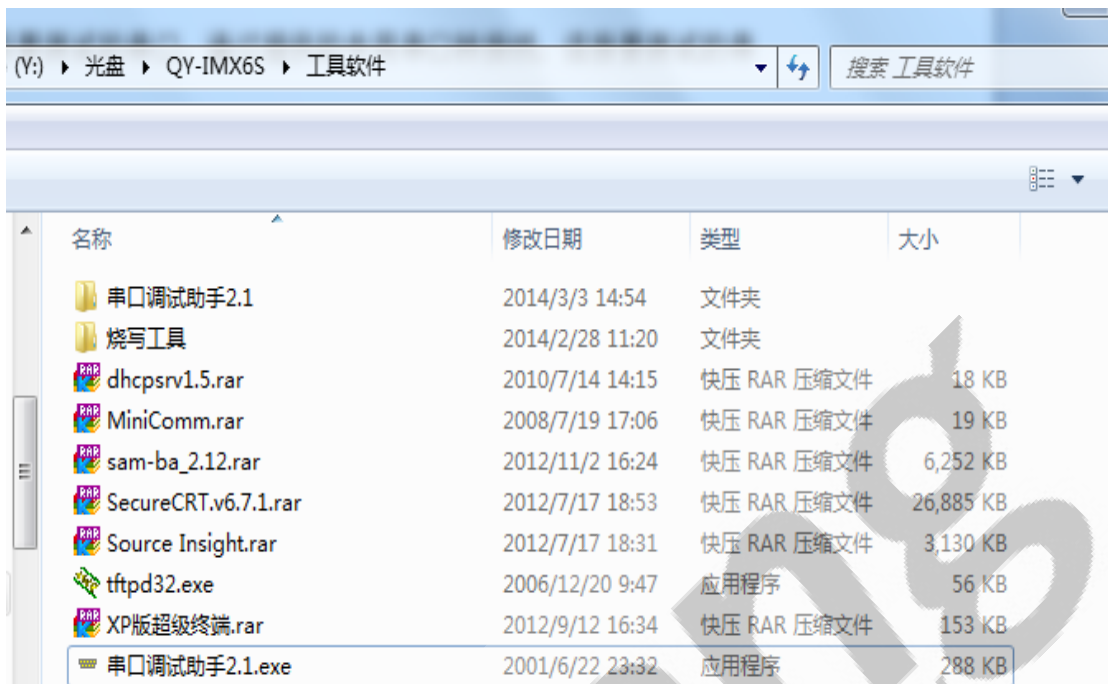 (Y:) 光盘 QY-IMX6S 工具软件 搜索 工具软件
名称 修改日期 类型 大小
串口调试助手2.1 2014/3/3 14:54 文件夹
烧写工具 2014/2/28 11:20 文件夹
dhcpsrv1.5.rar 2010/7/14 14:15 快压 RAR 压缩文件 18 KB
MiniComm.rar 2008/7/19 17:06 快压 RAR 压缩文件 19 KB
sam-ba_2.12.rar 2012/11/2 16:24 快压 RAR 压缩文件 6,252 KB
SecureCRT.v6.7.1.rar 2012/7/17 18:53 快压 RAR 压缩文件 26,885 KB
Source Insight.rar 2012/7/17 18:31 快压 RAR 压缩文件 3,130 KB
tftpd32.exe 2006/12/20 9:47 应用程序 56 KB
XP版超级终端.rar 2012/9/12 16:34 快压 RAR 压缩文件 153 KB
串口调试助手2.1.exe 2001/6/22 23:32 应用程序 288 KB